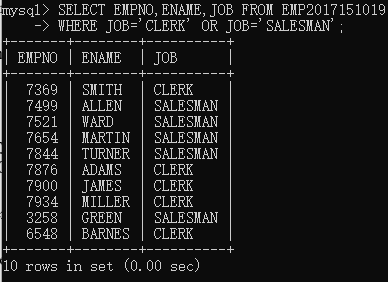 mysql> SELECT EMPNO,ENAME,JOB FROM EMP2017151019
    -> WHERE JOB='CLERK' OR JOB='SALESMAN';
+-------+--------+----------+
| EMPNO | ENAME  | JOB      |
+-------+--------+----------+
|  7369 | SMITH  | CLERK    |
|  7499 | ALLEN  | SALESMAN |
|  7521 | WARD   | SALESMAN |
|  7654 | MARTIN | SALESMAN |
|  7844 | TURNER | SALESMAN |
|  7876 | ADAMS  | CLERK    |
|  7900 | JAMES  | CLERK    |
|  7934 | MILLER | CLERK    |
|  3258 | GREEN  | SALESMAN |
|  6548 | BARNES | CLERK    |
+-------+--------+----------+
10 rows in set (0.00 sec)